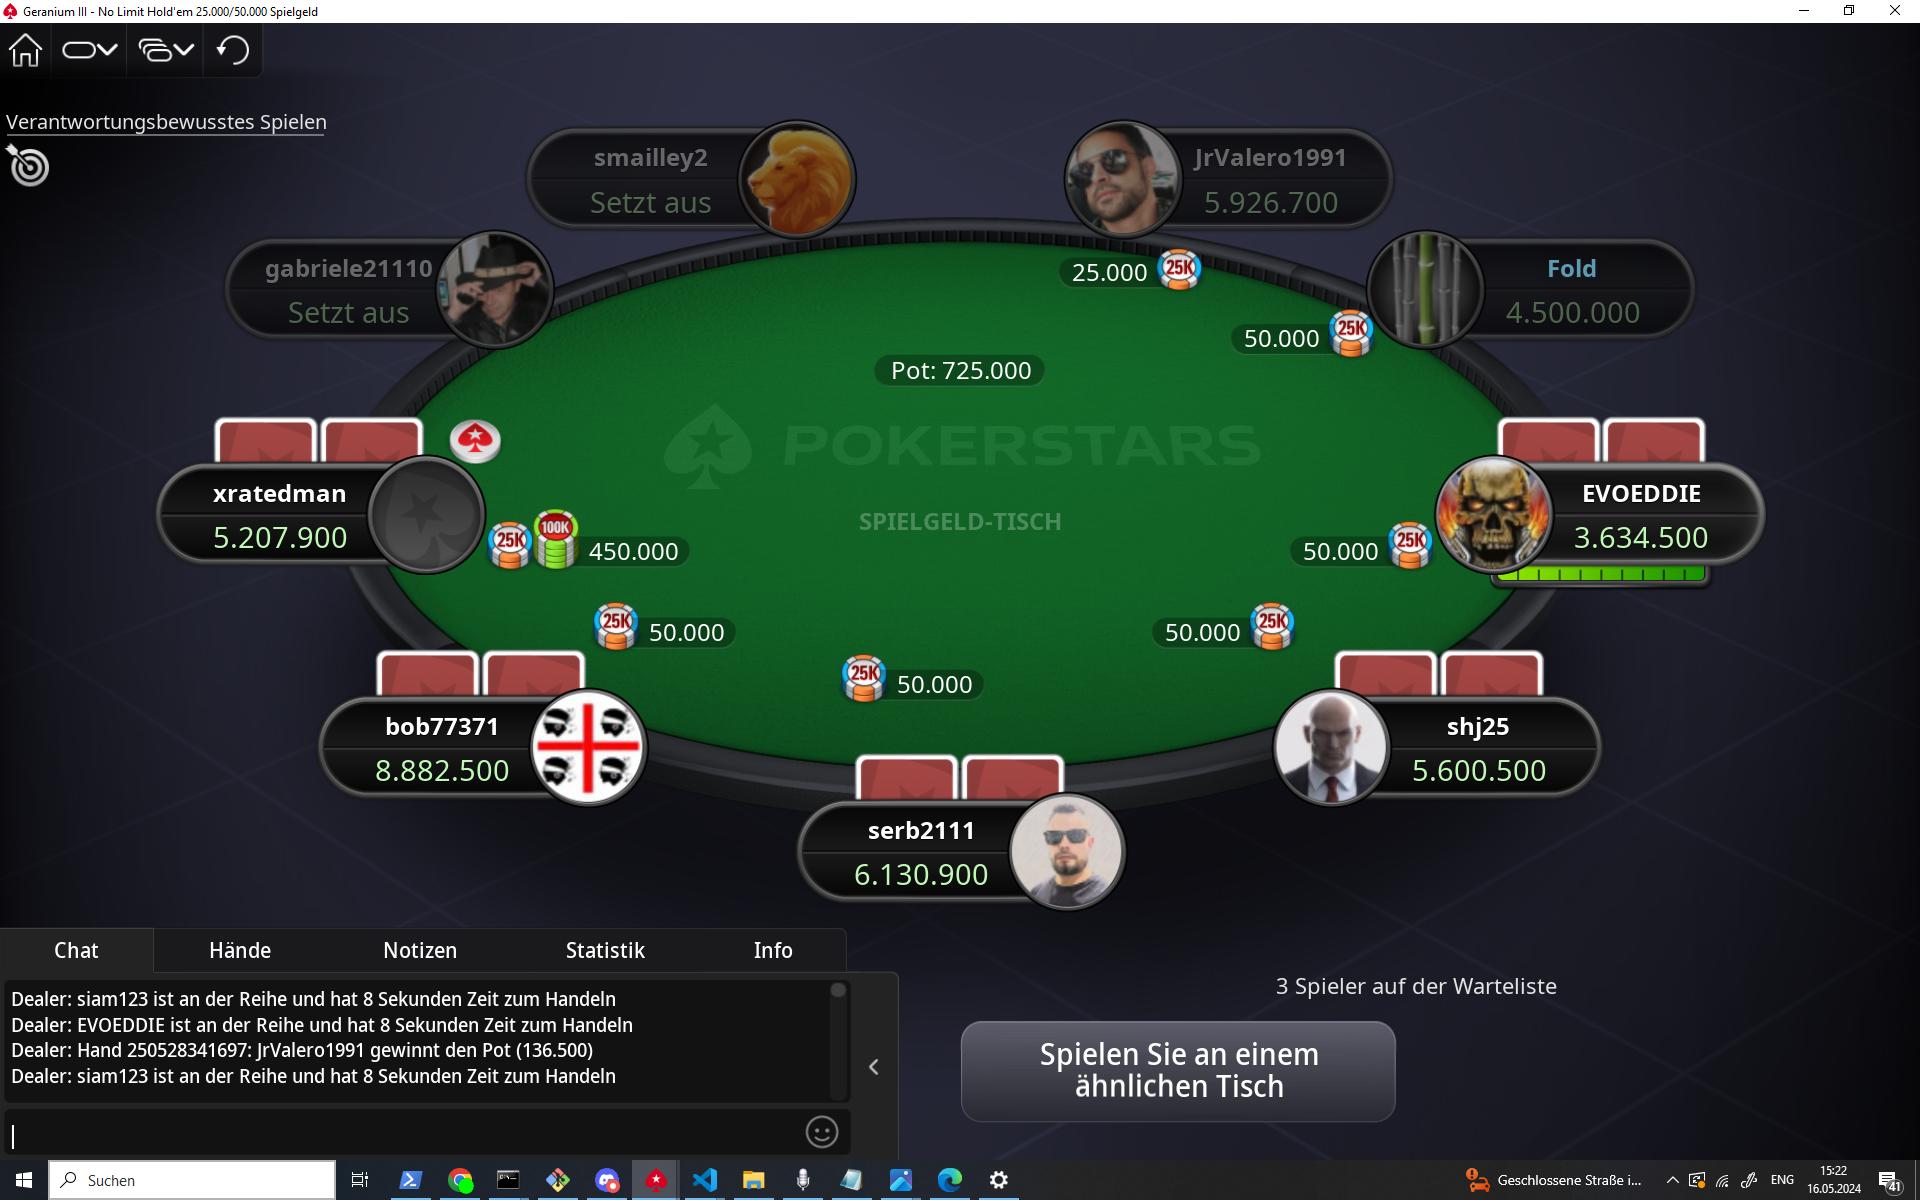 Geranium III - No Limit Hold'em 25.000/50.000 Spielgeld
Verantwortungsbewusstes Spielen
smailley2
Setzt aus
JrValero1991
5.926.700
gabriele21110
Setzt aus
Fold
4.500.000
25.000
25K
50.000
25K
Pot: 725.000
POKERSTARS
SPIELGELD-TISCH
xratedman
5.207.900
25K
100K
450.000
EVOEDDIE
3.634.500
50.000
25K
25K
50.000
50.000
25K
25K
50.000
bob77371
8.882.500
shj25
5.600.500
serb2111
6.130.900
Chat
Hände
Notizen
Statistik
Info
Dealer: siam123 ist an der Reihe und hat 8 Sekunden Zeit zum Handeln
Dealer: EVOEDDIE ist an der Reihe und hat 8 Sekunden Zeit zum Handeln
Dealer: Hand 250528341697: JrValero1991 gewinnt den Pot (136.500)
Dealer: siam123 ist an der Reihe und hat 8 Sekunden Zeit zum Handeln
3 Spieler auf der Warteliste
Spielen Sie an einem
ähnlichen Tisch
Suchen
Geschlossene Straße i...
ENG
15:22
16.05.2024
41